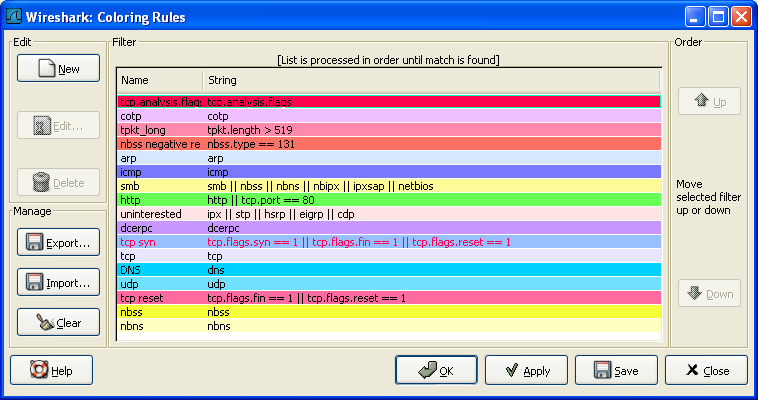 Wireshark: Coloring Rules
Edit
Filter
Order
[List is processed in order until match is found]
New
Edit...
Delete
Manage
Export...
Import...
Clear
Name String
tcp.analysis.flags tcp.analysis.flags
cotp cotp
tpkt_long tpkt.length > 519
nbss negative re nbss.type == 131
arp arp
icmp icmp
smb smb || nbss || nbns || nbipx || ipxsap || netbios
http http || tcp.port == 80
uninterested ipx || stp || hsrp || eigrp || cdp
dcerpc dcerpc
tcp syn tcp.flags.syn == 1 || tcp.flags.fin == 1 || tcp.flags.reset == 1
tcp tcp
DNS dns
udp udp
tcp reset tcp.flags.fin == 1 || tcp.flags.reset == 1
nbss nbss
nbns nbns
Up
Move
selected filter
up or down
Down
Help
OK
Apply
Save
Close